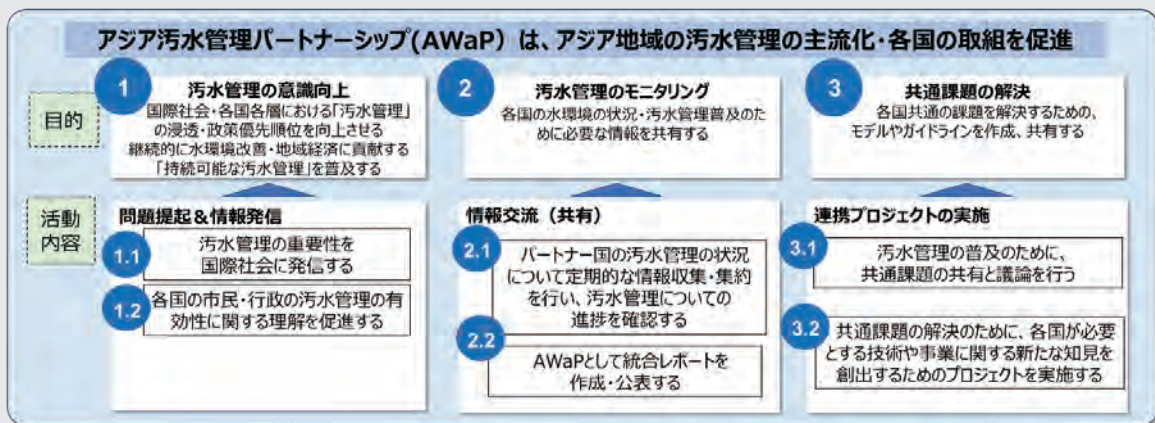 アジア汚水管理パートナーシップ(AWaP）は、アジア地域の汚水管理の主流化・各国の取組を促進
目的
1
汚水管理の意識向上
国際社会・各国各層における「汚水管理」
の浸透・政策優先順位を向上させる
継続的に水環境改善・地域経済に貢献する
「持続可能な汚水管理」を普及する
2
汚水管理のモニタリング
各国の水環境の状況・汚水管理普及のた
めに必要な情報を共有する
3
共通課題の解決
各国共通の課題を解決するための、
モデルやガイドラインを作成、共有する
活動
内容
問題提起＆情報発信
1.1
汚水管理の重要性を
国際社会に発信する
1.2
各国の市民・行政の汚水管理の有
効性に関する理解を促進する
情報交流（共有）
2.1
パートナー国の汚水管理の状況
について定期的な情報収集・集約
を行い、汚水管理についての
進捗を確認する
2.2
AWaPとして統合レポートを
作成・公表する
連携プロジェクトの実施
3.1
汚水管理の普及のために、
共通課題の共有と議論を行う
3.2
共通課題の解決のために、各国が必要
とする技術や事業に関する新たな知見を
創出するためのプロジェクトを実施する